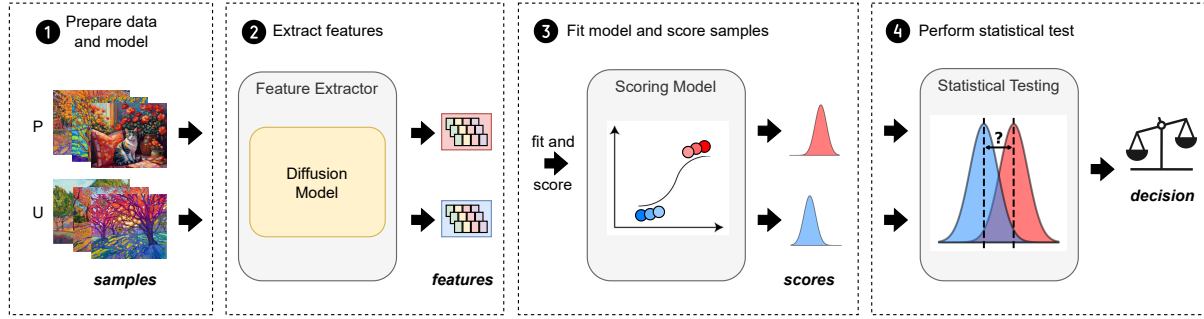 1 Prepare data
and model
P
U
samples
2 Extract features
Feature Extractor
Diffusion
Model
features
3 Fit model and score samples
fit and
score
Scoring Model
scores
4 Perform statistical test
Statistical Testing
?
decision